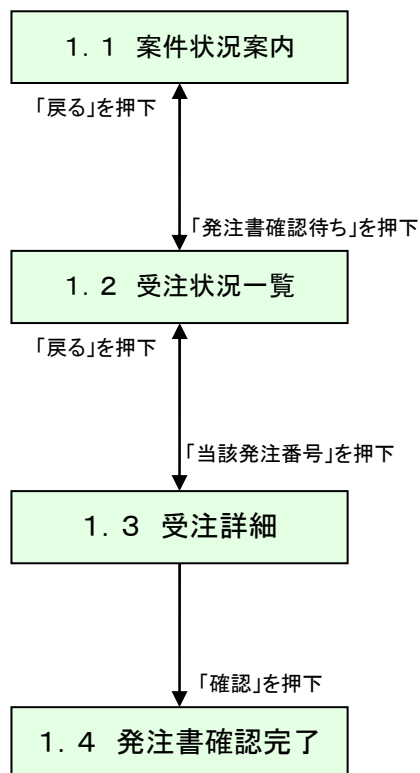 １．１ 案件状況案内
「戻る」を押下
「発注書確認待ち」を押下
１．２ 受注状況一覧
「戻る」を押下
「当該発注番号」を押下
１．３ 受注詳細
「確認」を押下
１．４ 発注書確認完了